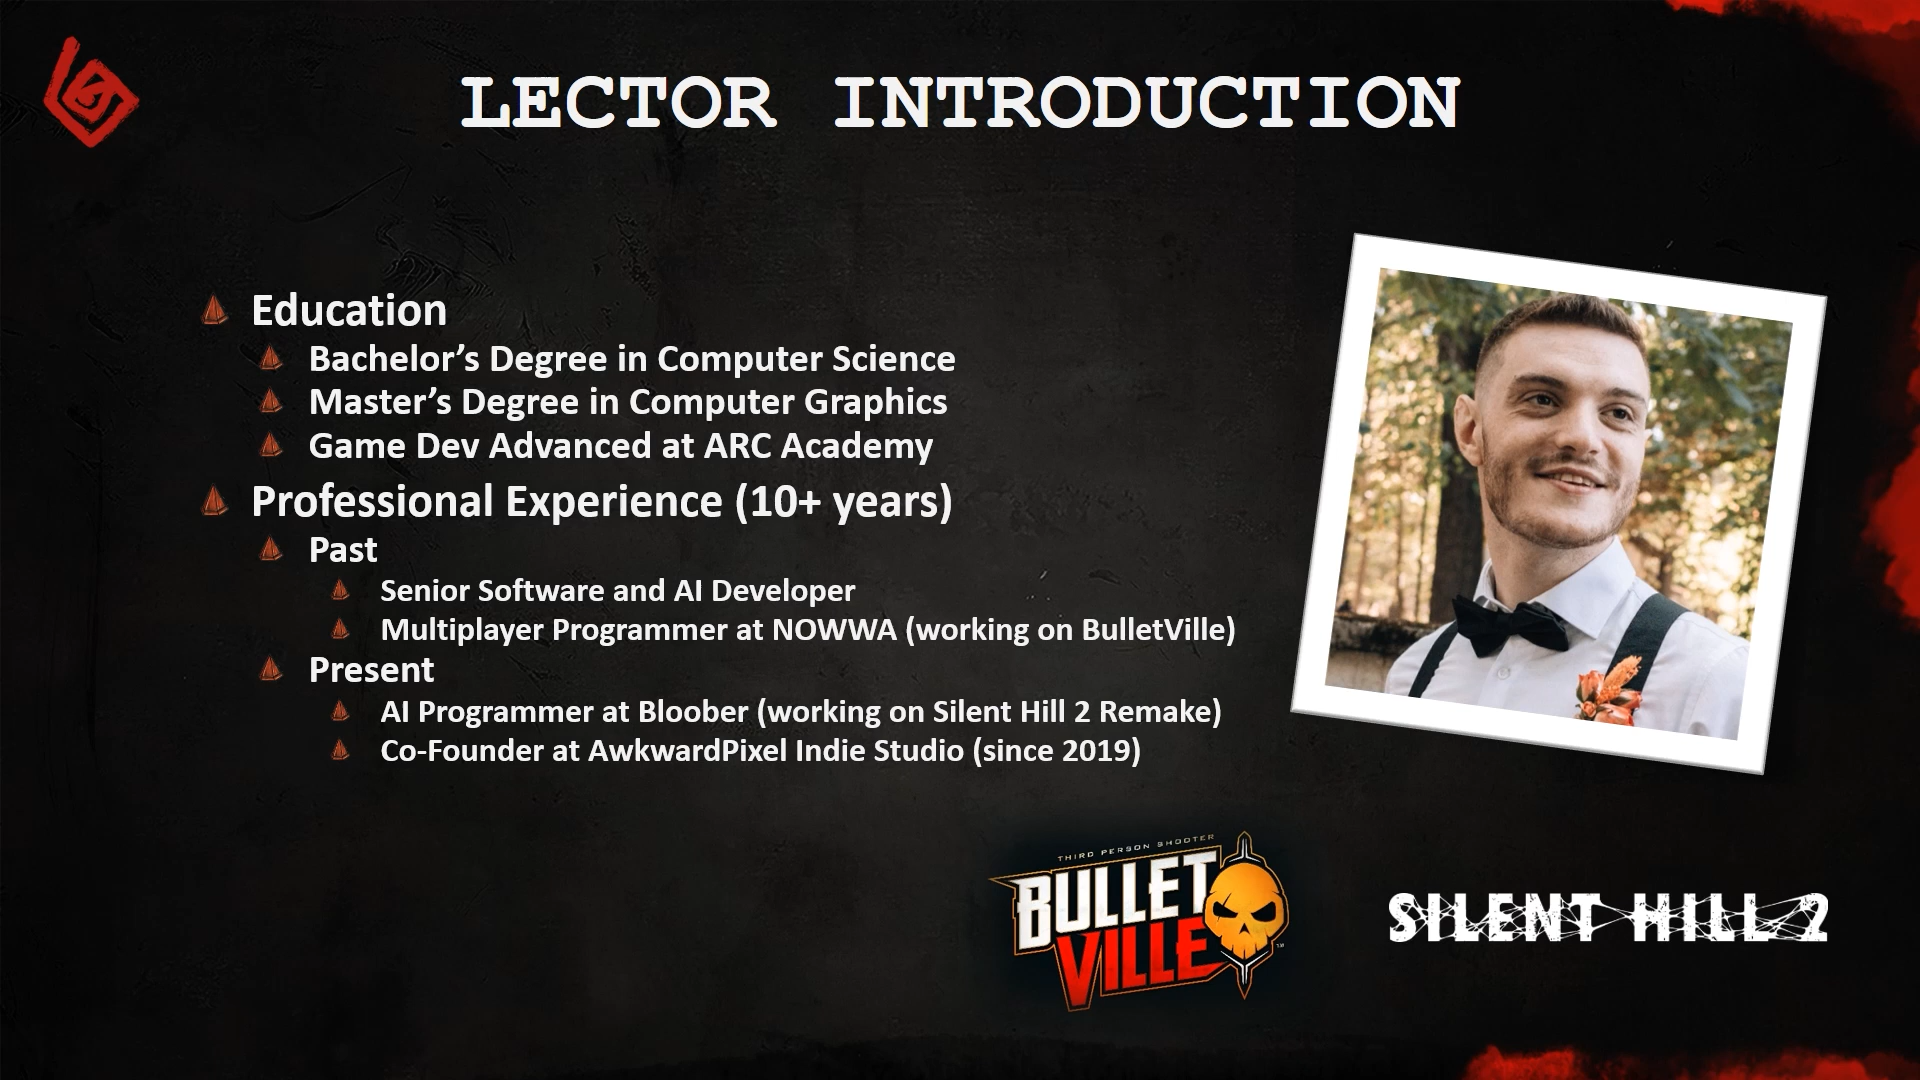 LECTOR INTRODUCTION
Education
Bachelor’s Degree in Computer Science
Master’s Degree in Computer Graphics
Game Dev Advanced at ARC Academy
Professional Experience (10+ years)
Past
Senior Software and AI Developer
Multiplayer Programmer at NOWWA (working on BulletVille)
Present
AI Programmer at Bloober (working on Silent Hill 2 Remake)
Co-Founder at AwkwardPixel Indie Studio (since 2019)
THIRD PERSON SHOOTER
BULLET
VILLE
TM
SILENT HILL 2